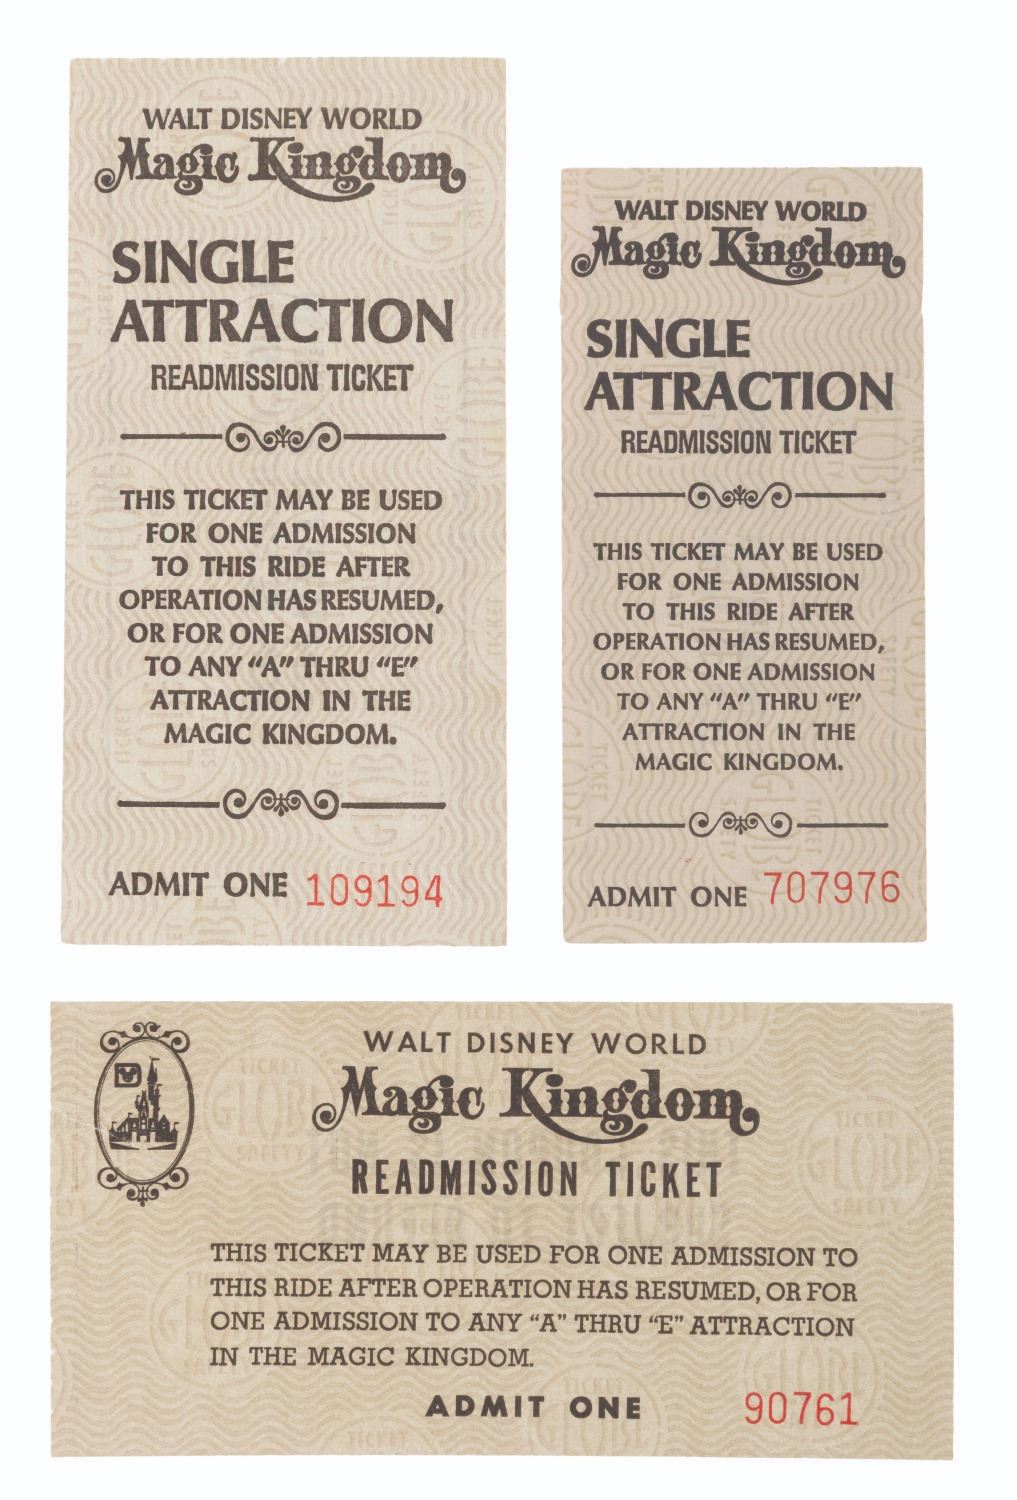 WALT DISNEY WORLD
Magic Kingdom
SINGLE
ATTRACTION
READMISSION TICKET
THIS TICKET MAY BE USED
FOR ONE ADMISSION
TO THIS RIDE AFTER
OPERATION HAS RESUMED,
OR FOR ONE ADMISSION
TO ANY “A” THRU “E”
ATTRACTION IN THE
MAGIC KINGDOM.
ADMIT ONE 109194
WALT DISNEY WORLD
Magic Kingdom
SINGLE
ATTRACTION
READMISSION TICKET
THIS TICKET MAY BE USED
FOR ONE ADMISSION
TO THIS RIDE AFTER
OPERATION HAS RESUMED,
OR FOR ONE ADMISSION
TO ANY “A” THRU “E”
ATTRACTION IN THE
MAGIC KINGDOM.
ADMIT ONE 707976
WALT DISNEY WORLD
Magic Kingdom
READMISSION TICKET
THIS TICKET MAY BE USED FOR ONE ADMISSION TO
THIS RIDE AFTER OPERATION HAS RESUMED, OR FOR
ONE ADMISSION TO ANY “A” THRU “E” ATTRACTION
IN THE MAGIC KINGDOM.
ADMIT ONE 90761